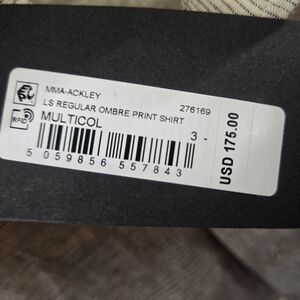 MMA-ACKLEY
276169
LS REGULAR OMBRE PRINT SHIRT
RFID
MULTICOL
3 -
5 059856 557843
USD 175.00